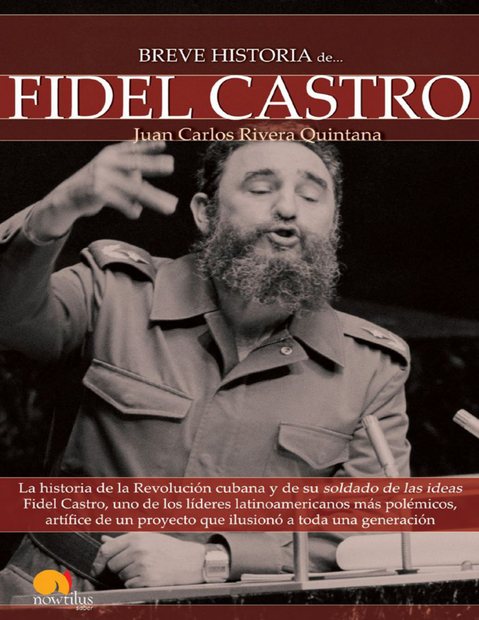 BREVE HISTORIA de...
FIDEL CASTRO
Juan Carlos Rivera Quintana
La historia de la Revolución cubana y de su soldado de las ideas
Fidel Castro, uno de los líderes latinoamericanos más polémicos,
artífice de un proyecto que ilusionó a toda una generación
nowtilus
saber